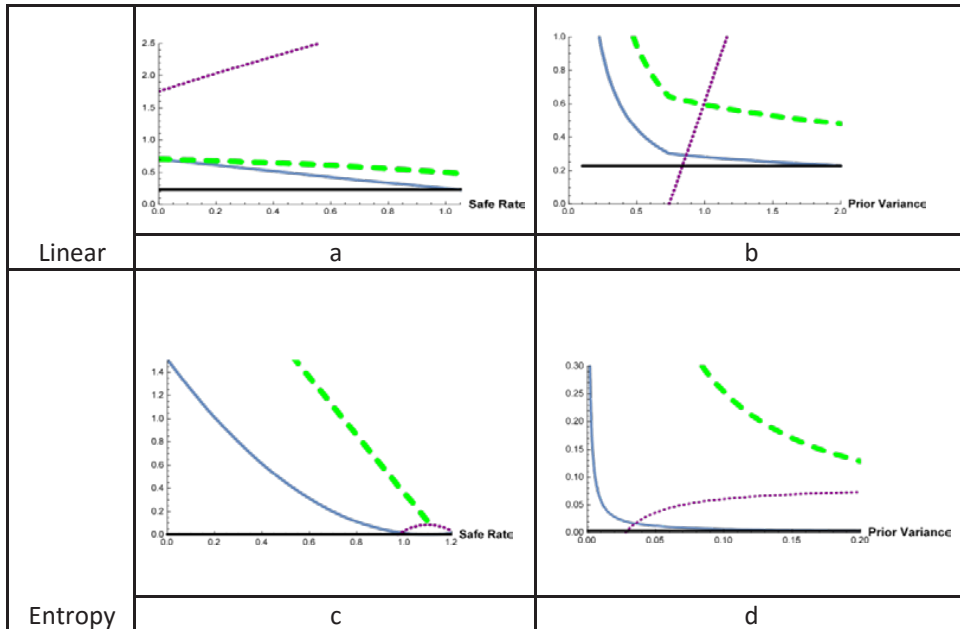 2.5
2.0
1.5
1.0
0.5
0.0
0.0 0.2 0.4 0.6 0.8 1.0
Safe Rate
1.0
0.8
0.6
0.4
0.2
0.0
0.0 0.5 1.0 1.5 2.0
Prior Variance
Linear
a
b
1.4
1.2
1.0
0.8
0.6
0.4
0.2
0.0
0.0 0.2 0.4 0.6 0.8 1.0 1.2
Safe Rate
0.30
0.25
0.20
0.15
0.10
0.05
0.00
0.00 0.05 0.10 0.15 0.20
Prior Variance
Entropy
c
d